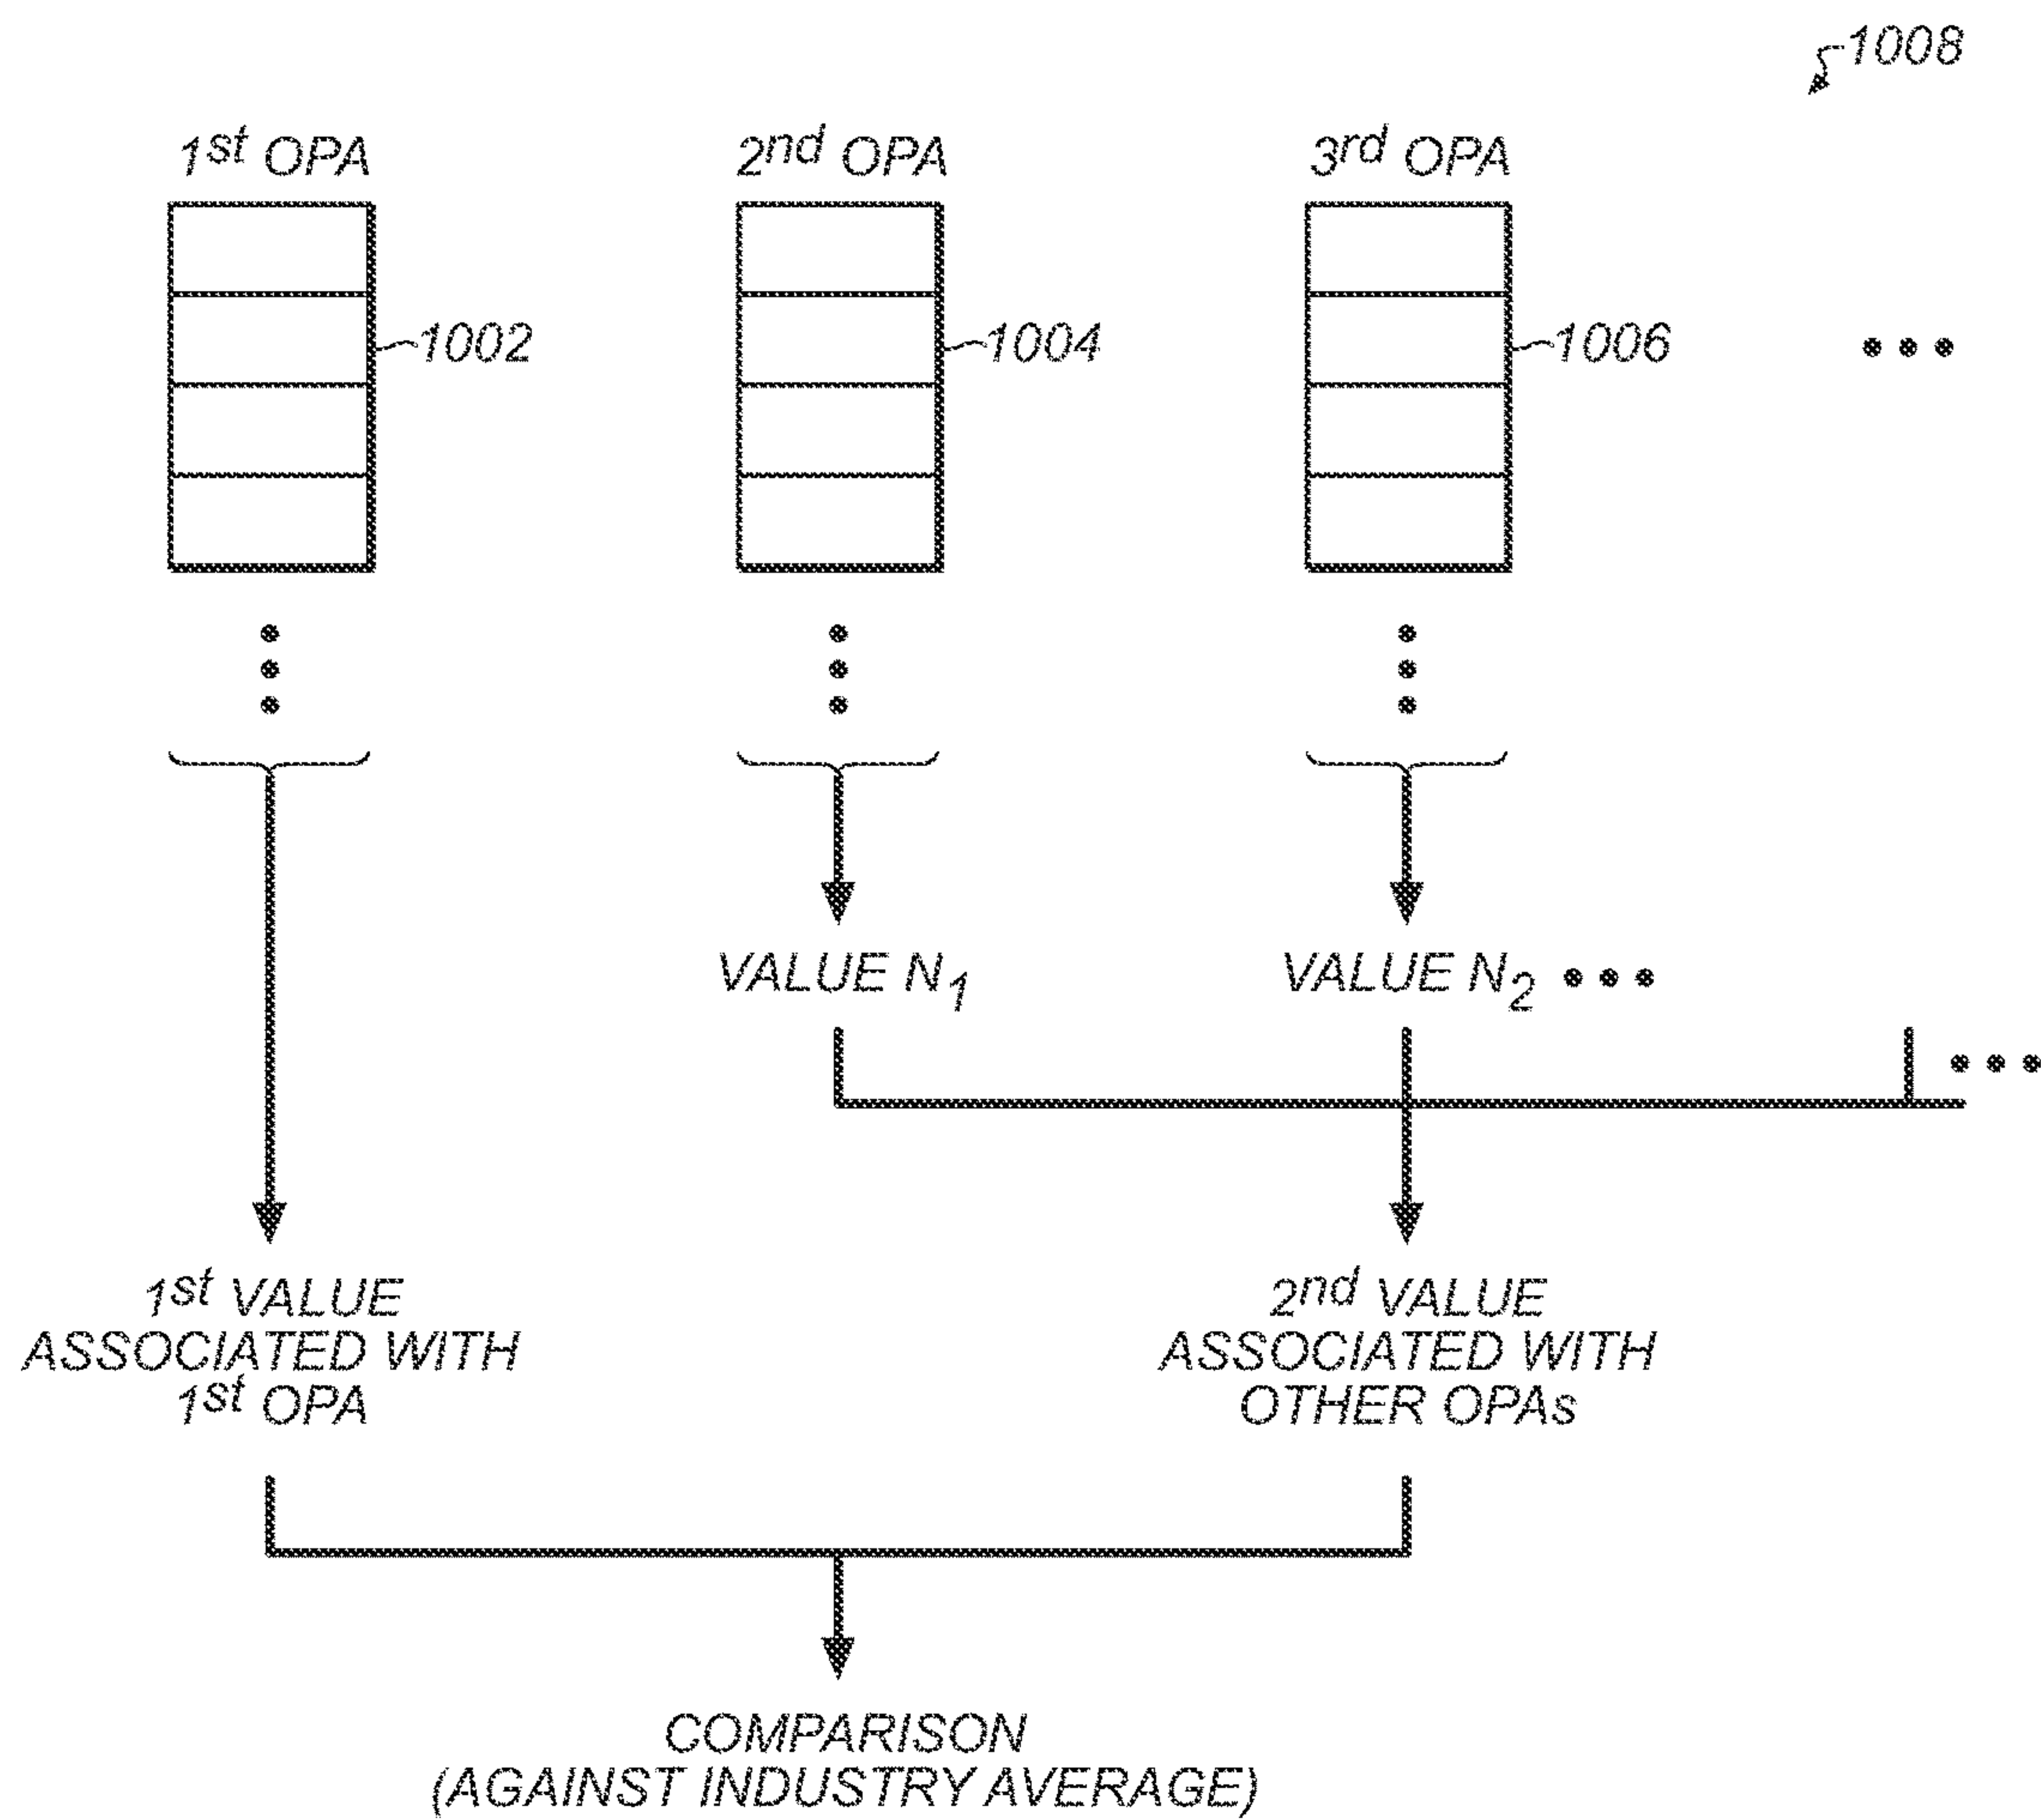 1008
1st OPA 2nd OPA 3rd OPA
1002 1004 1006
VALUE N1 VALUE N2
1st VALUE
ASSOCIATED WITH
1st OPA
2nd VALUE
ASSOCIATED WITH
OTHER OPAs
COMPARISON
(AGAINST INDUSTRY AVERAGE)